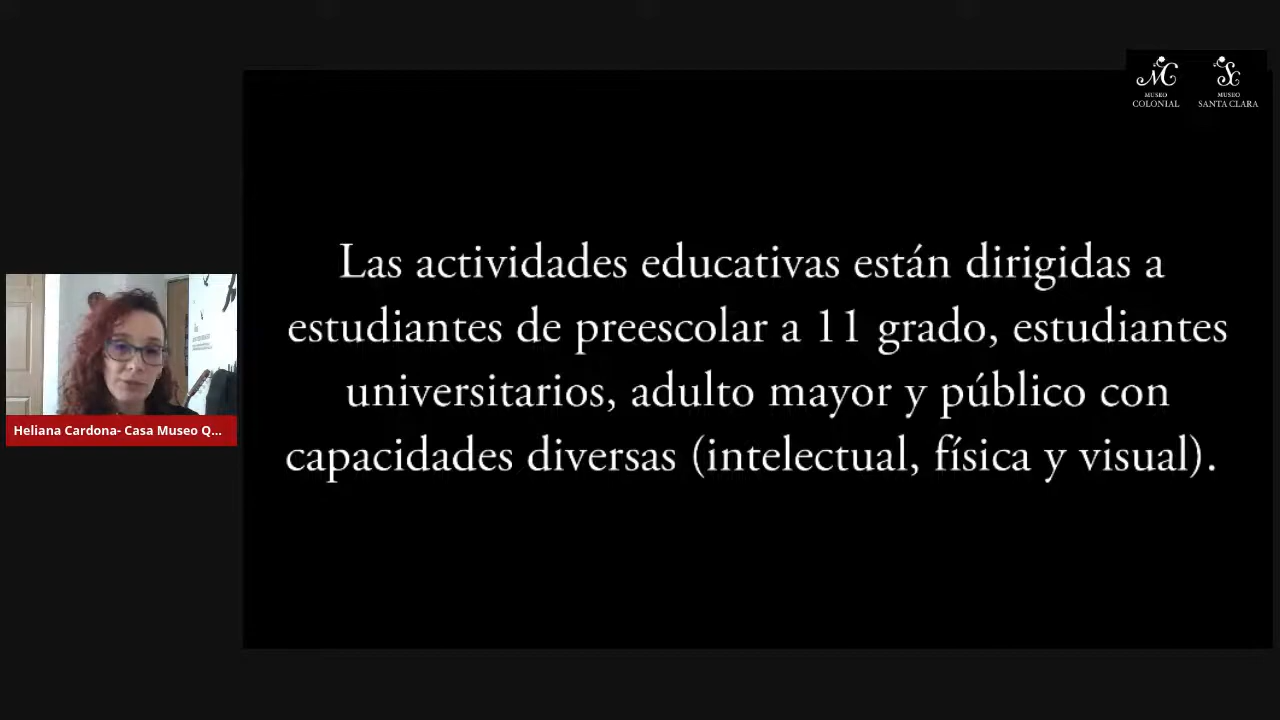 MUSEO
COLONIAL
MUSEO
SANTA CLARA
Las actividades educativas están dirigidas a
estudiantes de preescolar a 11 grado, estudiantes
universitarios, adulto mayor y público con
capacidades diversas (intelectual, física y visual).
Heliana Cardona- Casa Museo Q...